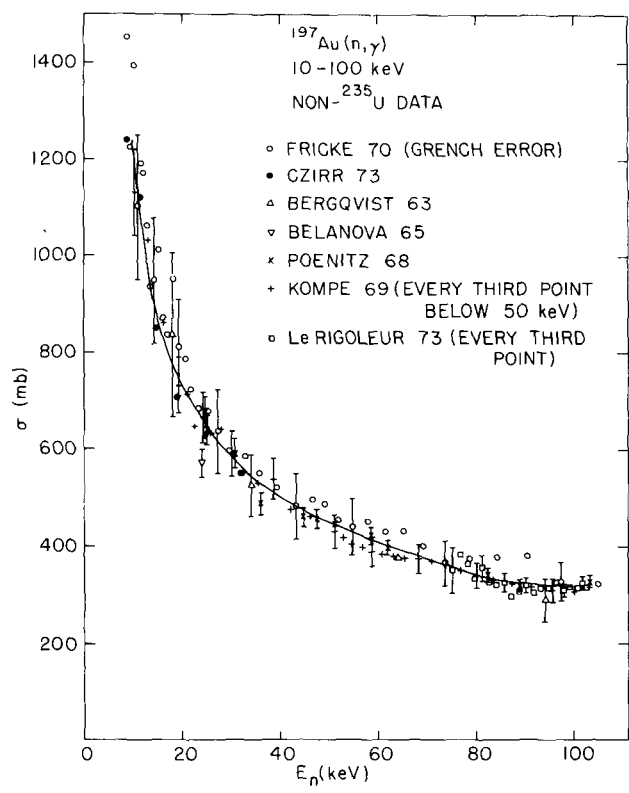 197Au(n,γ)
10-100 keV
NON-235U DATA
○ FRICKE 70 (GRENCH ERROR)
● CZIRR 73
△ BERGQVIST 63
▽ BELANOVA 65
× POENITZ 68
+ KOMPE 69 (EVERY THIRD POINT
BELOW 50 keV)
□ Le RIGOLEUR 73 (EVERY THIRD
POINT)
1400
1200
1000
800
600
400
200
σ (mb)
0 20 40 60 80 100
En(keV)